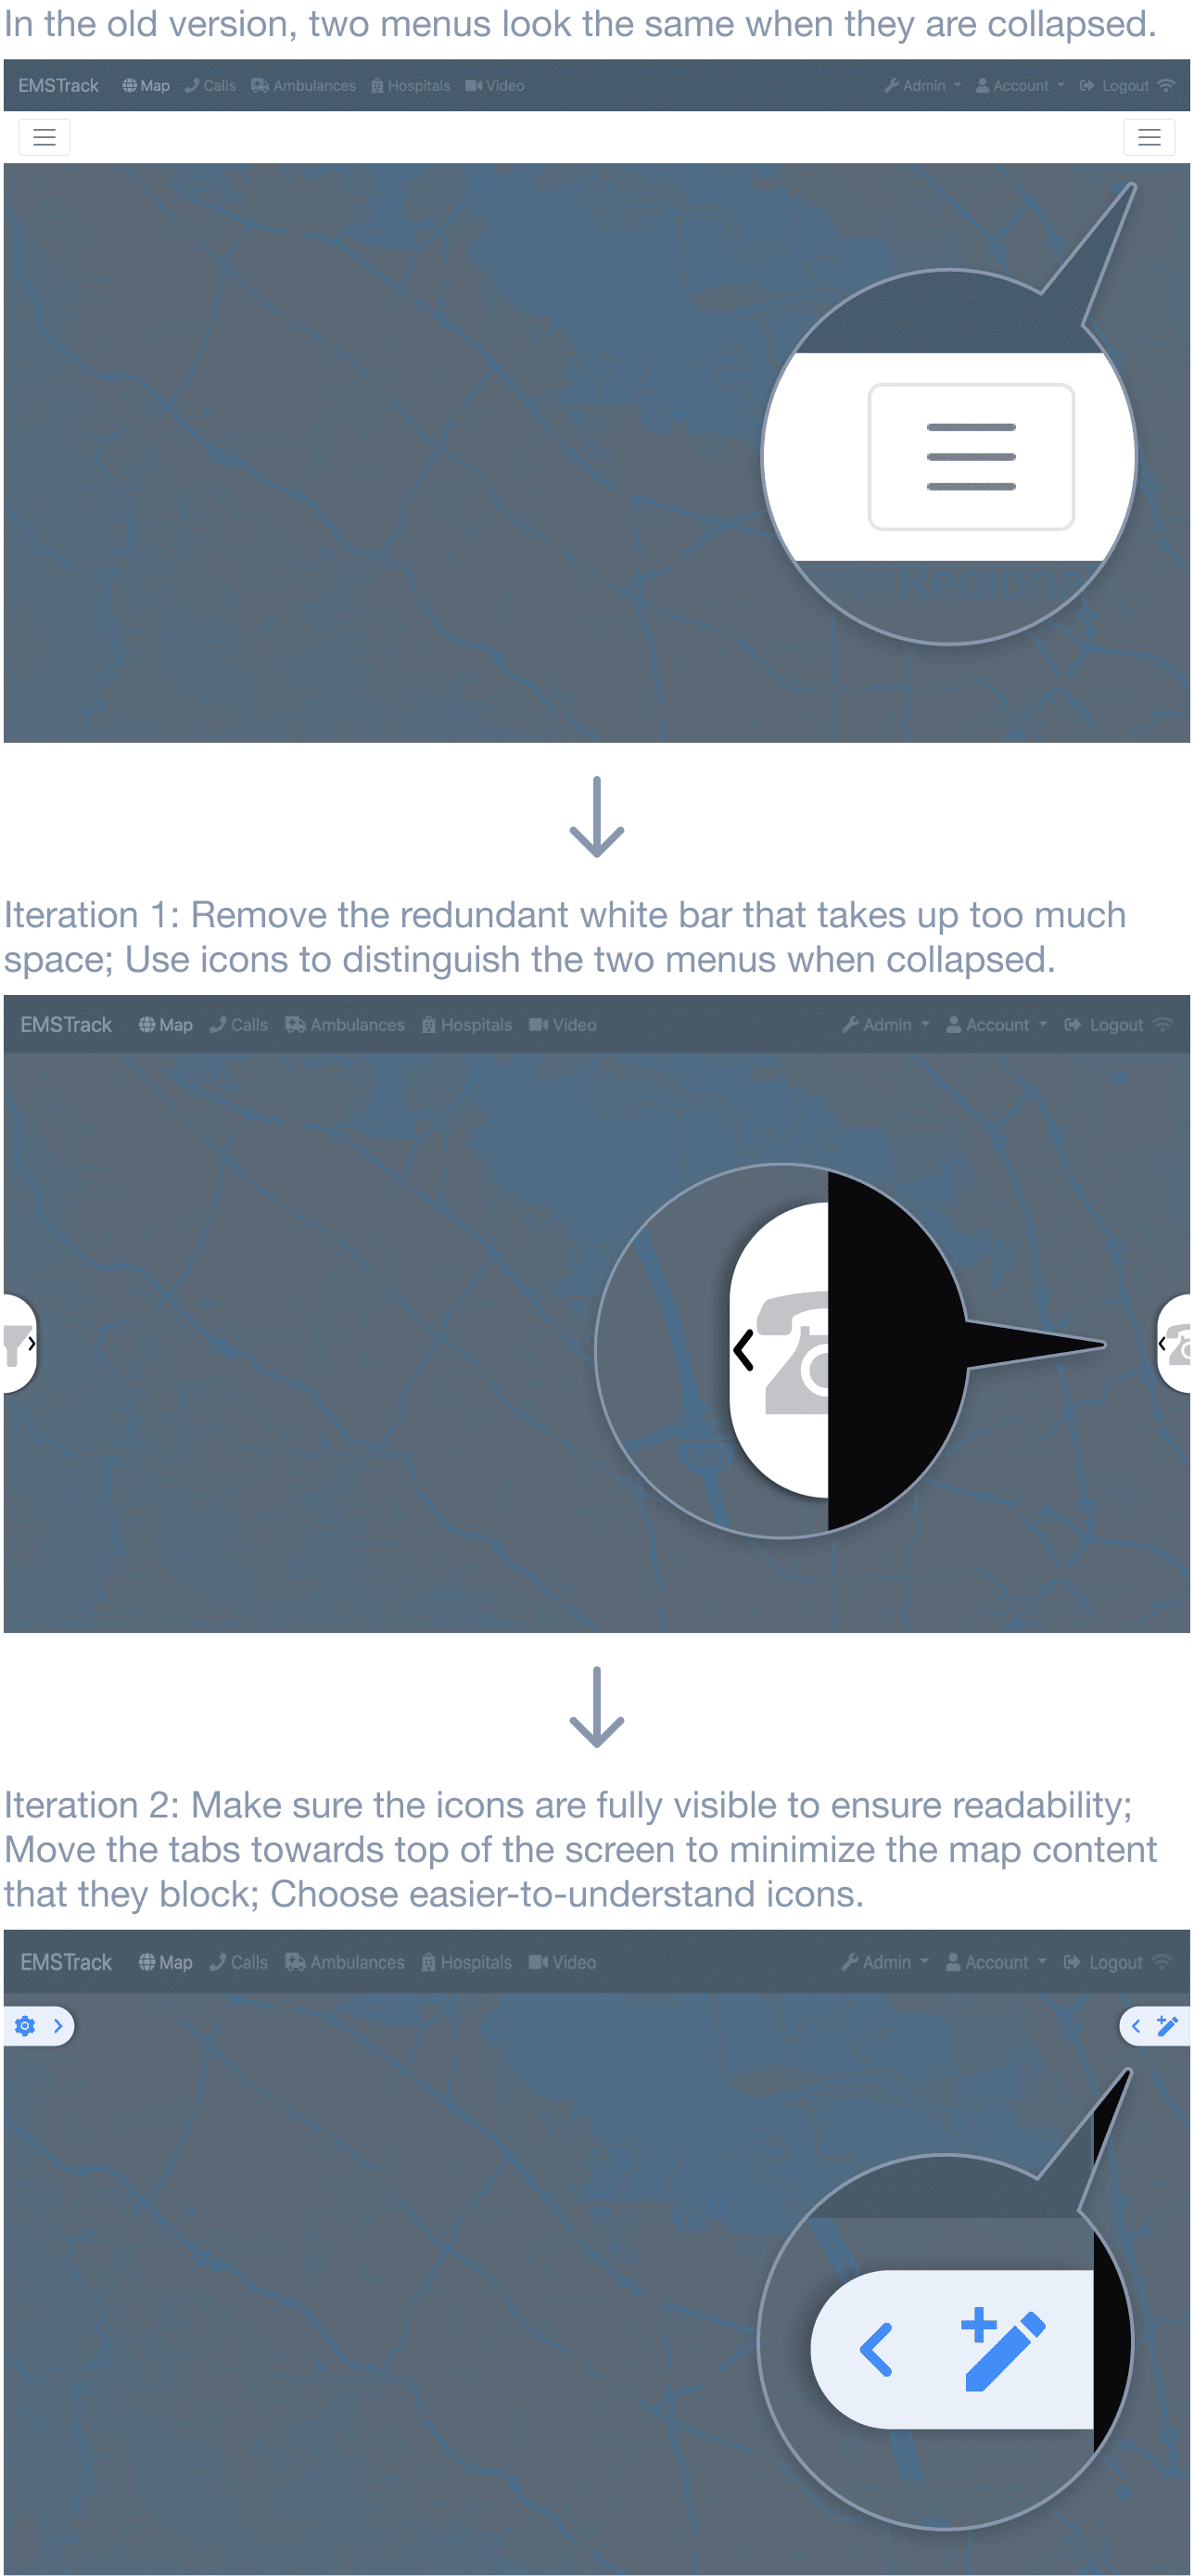 In the old version, two menus look the same when they are collapsed.
EMSTrack Map Calls Ambulances Hospitals Video Admin Account Logout
Regiona
Iteration 1: Remove the redundant white bar that takes up too much
space; Use icons to distinguish the two menus when collapsed.
EMSTrack Map Calls Ambulances Hospitals Video Admin Account Logout
Iteration 2: Make sure the icons are fully visible to ensure readability;
Move the tabs towards top of the screen to minimize the map content
that they block; Choose easier-to-understand icons.
EMSTrack Map Calls Ambulances Hospitals Video Admin Account Logout